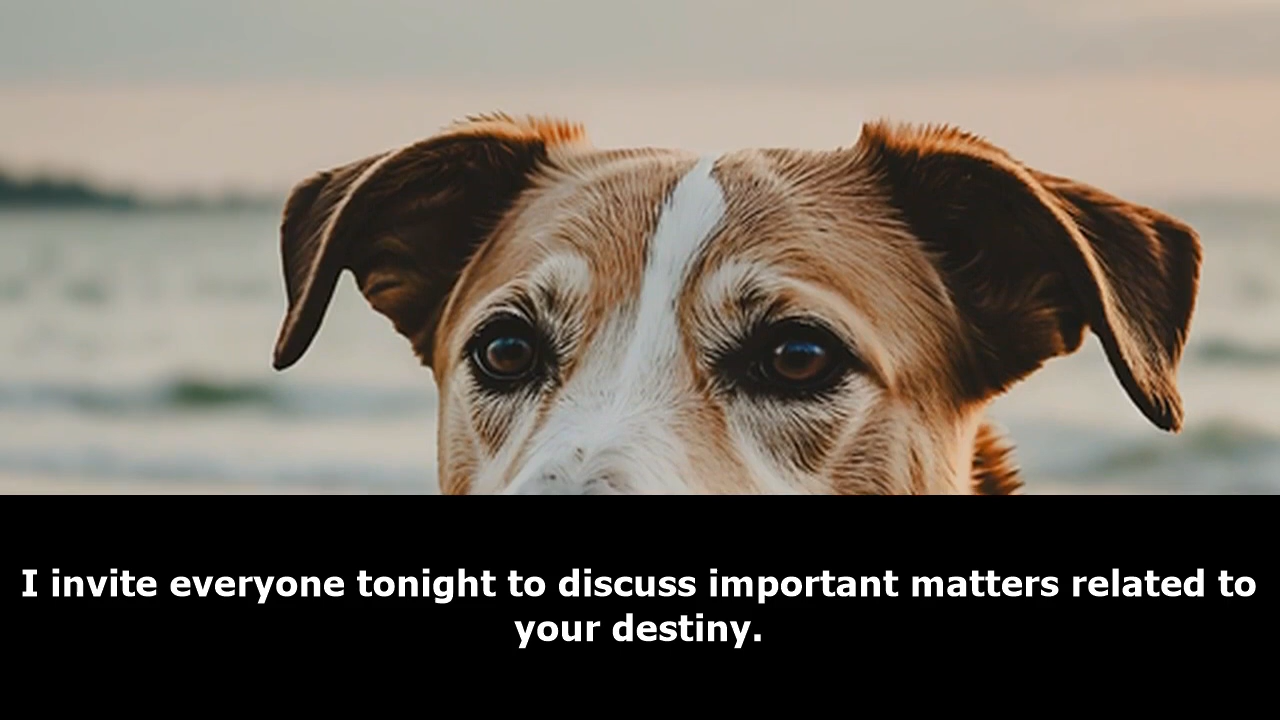 I invite everyone tonight to discuss important matters related to
your destiny.